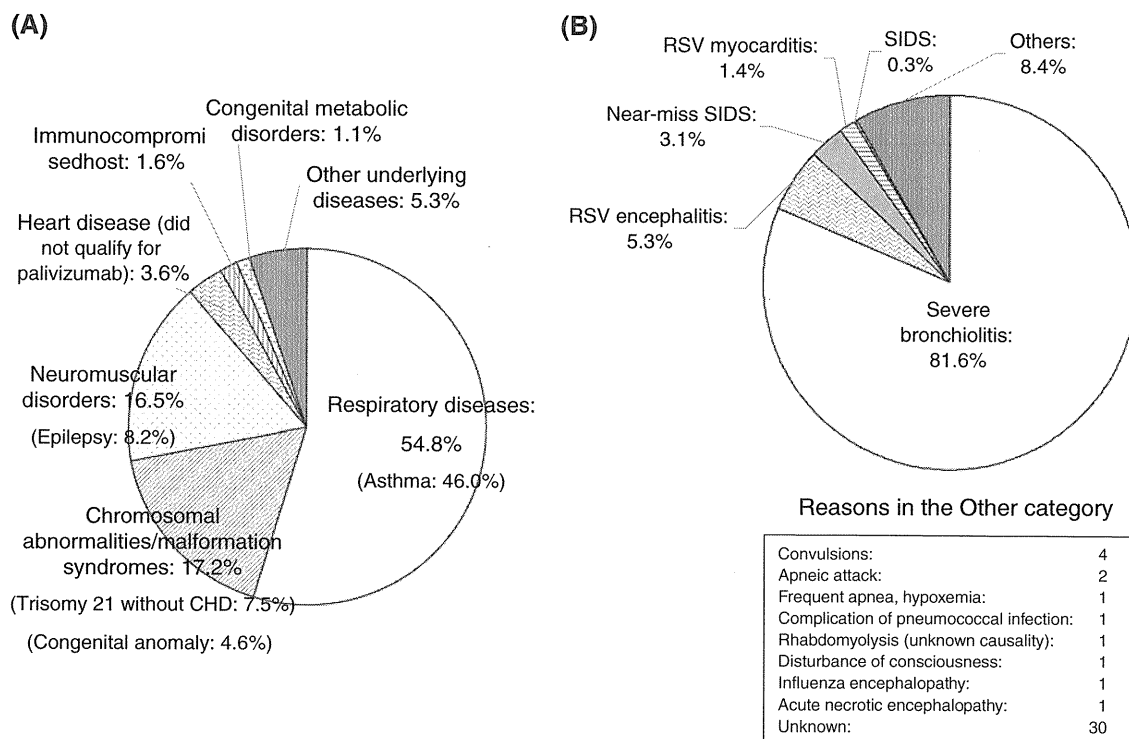 (A)
Congenital metabolic
disorders: 1.1%
Immunocompromi
sedhost: 1.6%
Other underlying
diseases: 5.3%
Heart disease (did
not qualify for
palivizumab): 3.6%
Neuromuscular
disorders: 16.5%
(Epilepsy: 8.2%)
Respiratory diseases:
54.8%
(Asthma: 46.0%)
Chromosomal
abnormalities/malformation
syndromes: 17.2%
(Trisomy 21 without CHD: 7.5%)
(Congenital anomaly: 4.6%)
(B)
RSV myocarditis:
1.4%
SIDS:
0.3%
Others:
8.4%
Near-miss SIDS:
3.1%
RSV encephalitis:
5.3%
Severe
bronchiolitis:
81.6%
Reasons in the Other category
Convulsions: 4
Apneic attack: 2
Frequent apnea, hypoxemia: 1
Complication of pneumococcal infection: 1
Rhabdomyolysis (unknown causality): 1
Disturbance of consciousness: 1
Influenza encephalopathy: 1
Acute necrotic encephalopathy: 1
Unknown: 30